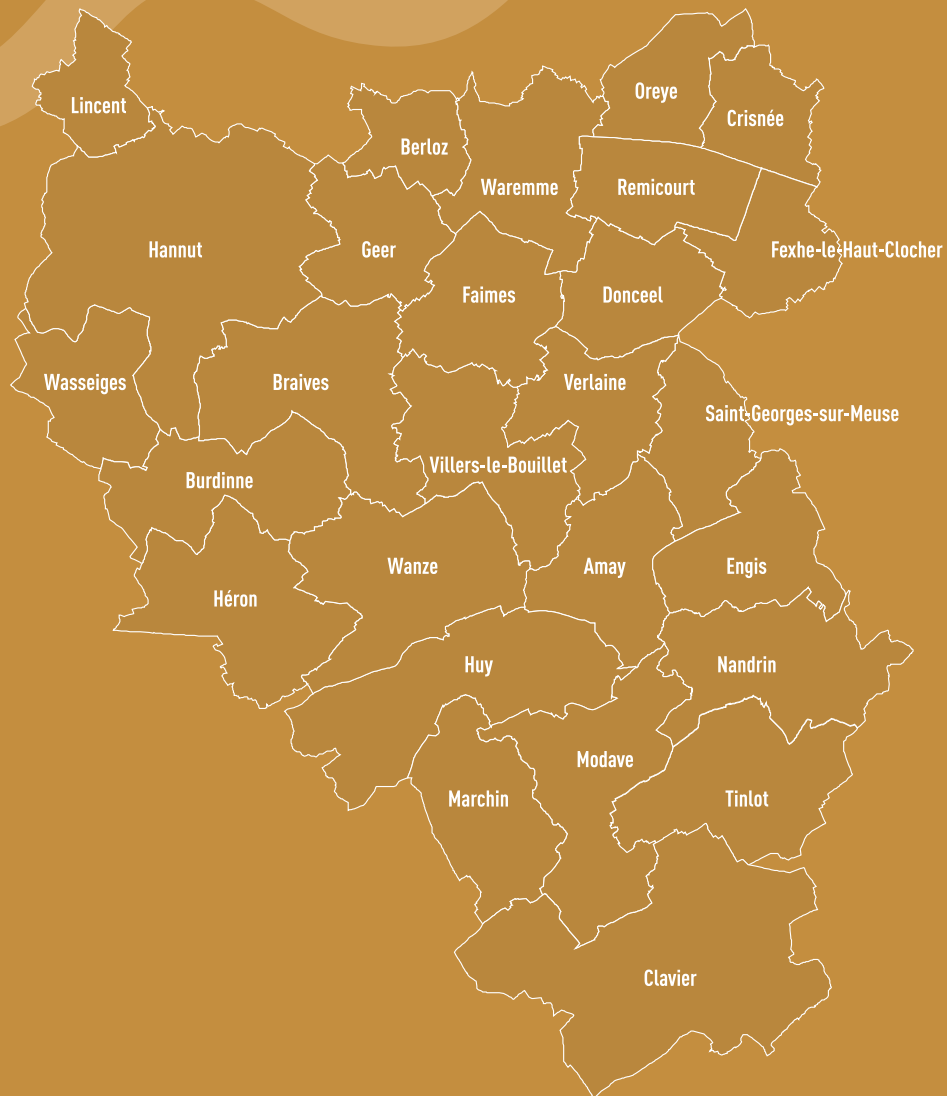 Oreye
Lincent
Crisnée
Berloz
Waremme
Remicourt
Hannut
Geer
Fexhe-le-Haut-Clocher
Faimes
Donceel
Wasseiges
Braives
Verlaine
Saint-Georges-sur-Meuse
Villers-le-Bouillet
Burdinne
Wanze
Amay
Engis
Héron
Huy
Nandrin
Modave
Marchin
Tinlot
Clavier